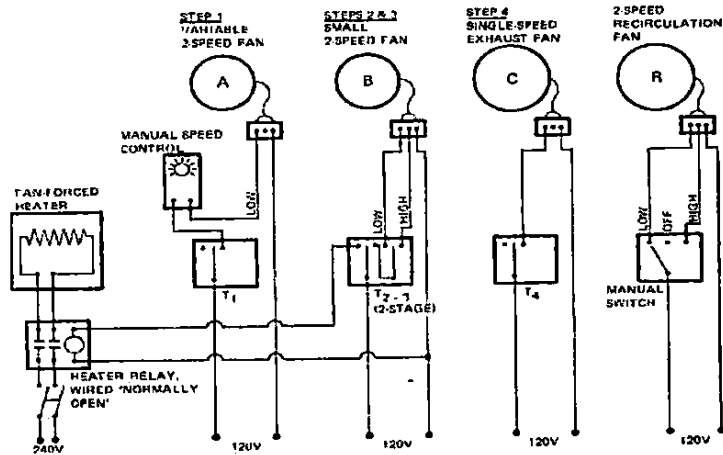 STEP 1
VARIABLE
2-SPEED FAN
A
STEPS 2 & 3
SMALL
2-SPEED FAN
B
STEP 4
SINGLE-SPEED
EXHAUST FAN
C
2-SPEED
RECIRCULATION
FAN
R
MANUAL SPEED
CONTROL
FAN-FORCED
HEATER
LOW
T1
LOW
HIGH
T2 - 3
(2-STAGE)
T4
LOW
OFF
HIGH
MANUAL
SWITCH
HEATER RELAY,
WIRED "NORMALLY
OPEN"
240V
120V
120V
120V
120V